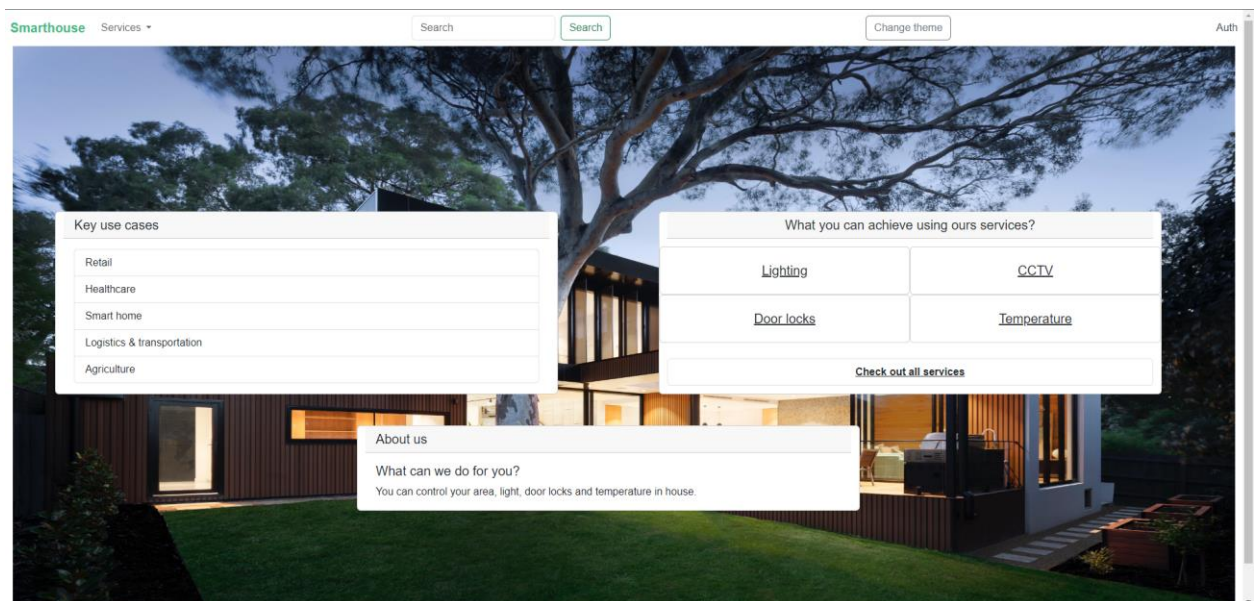 Smarthouse Services Search Search Change theme Auth
Key use cases
Retail
Healthcare
Smart home
Logistics & transportation
Agriculture
What you can achieve using ours services?
Lighting CCTV
Door locks Temperature
Check out all services
About us
What can we do for you?
You can control your area, light, door locks and temperature in house.